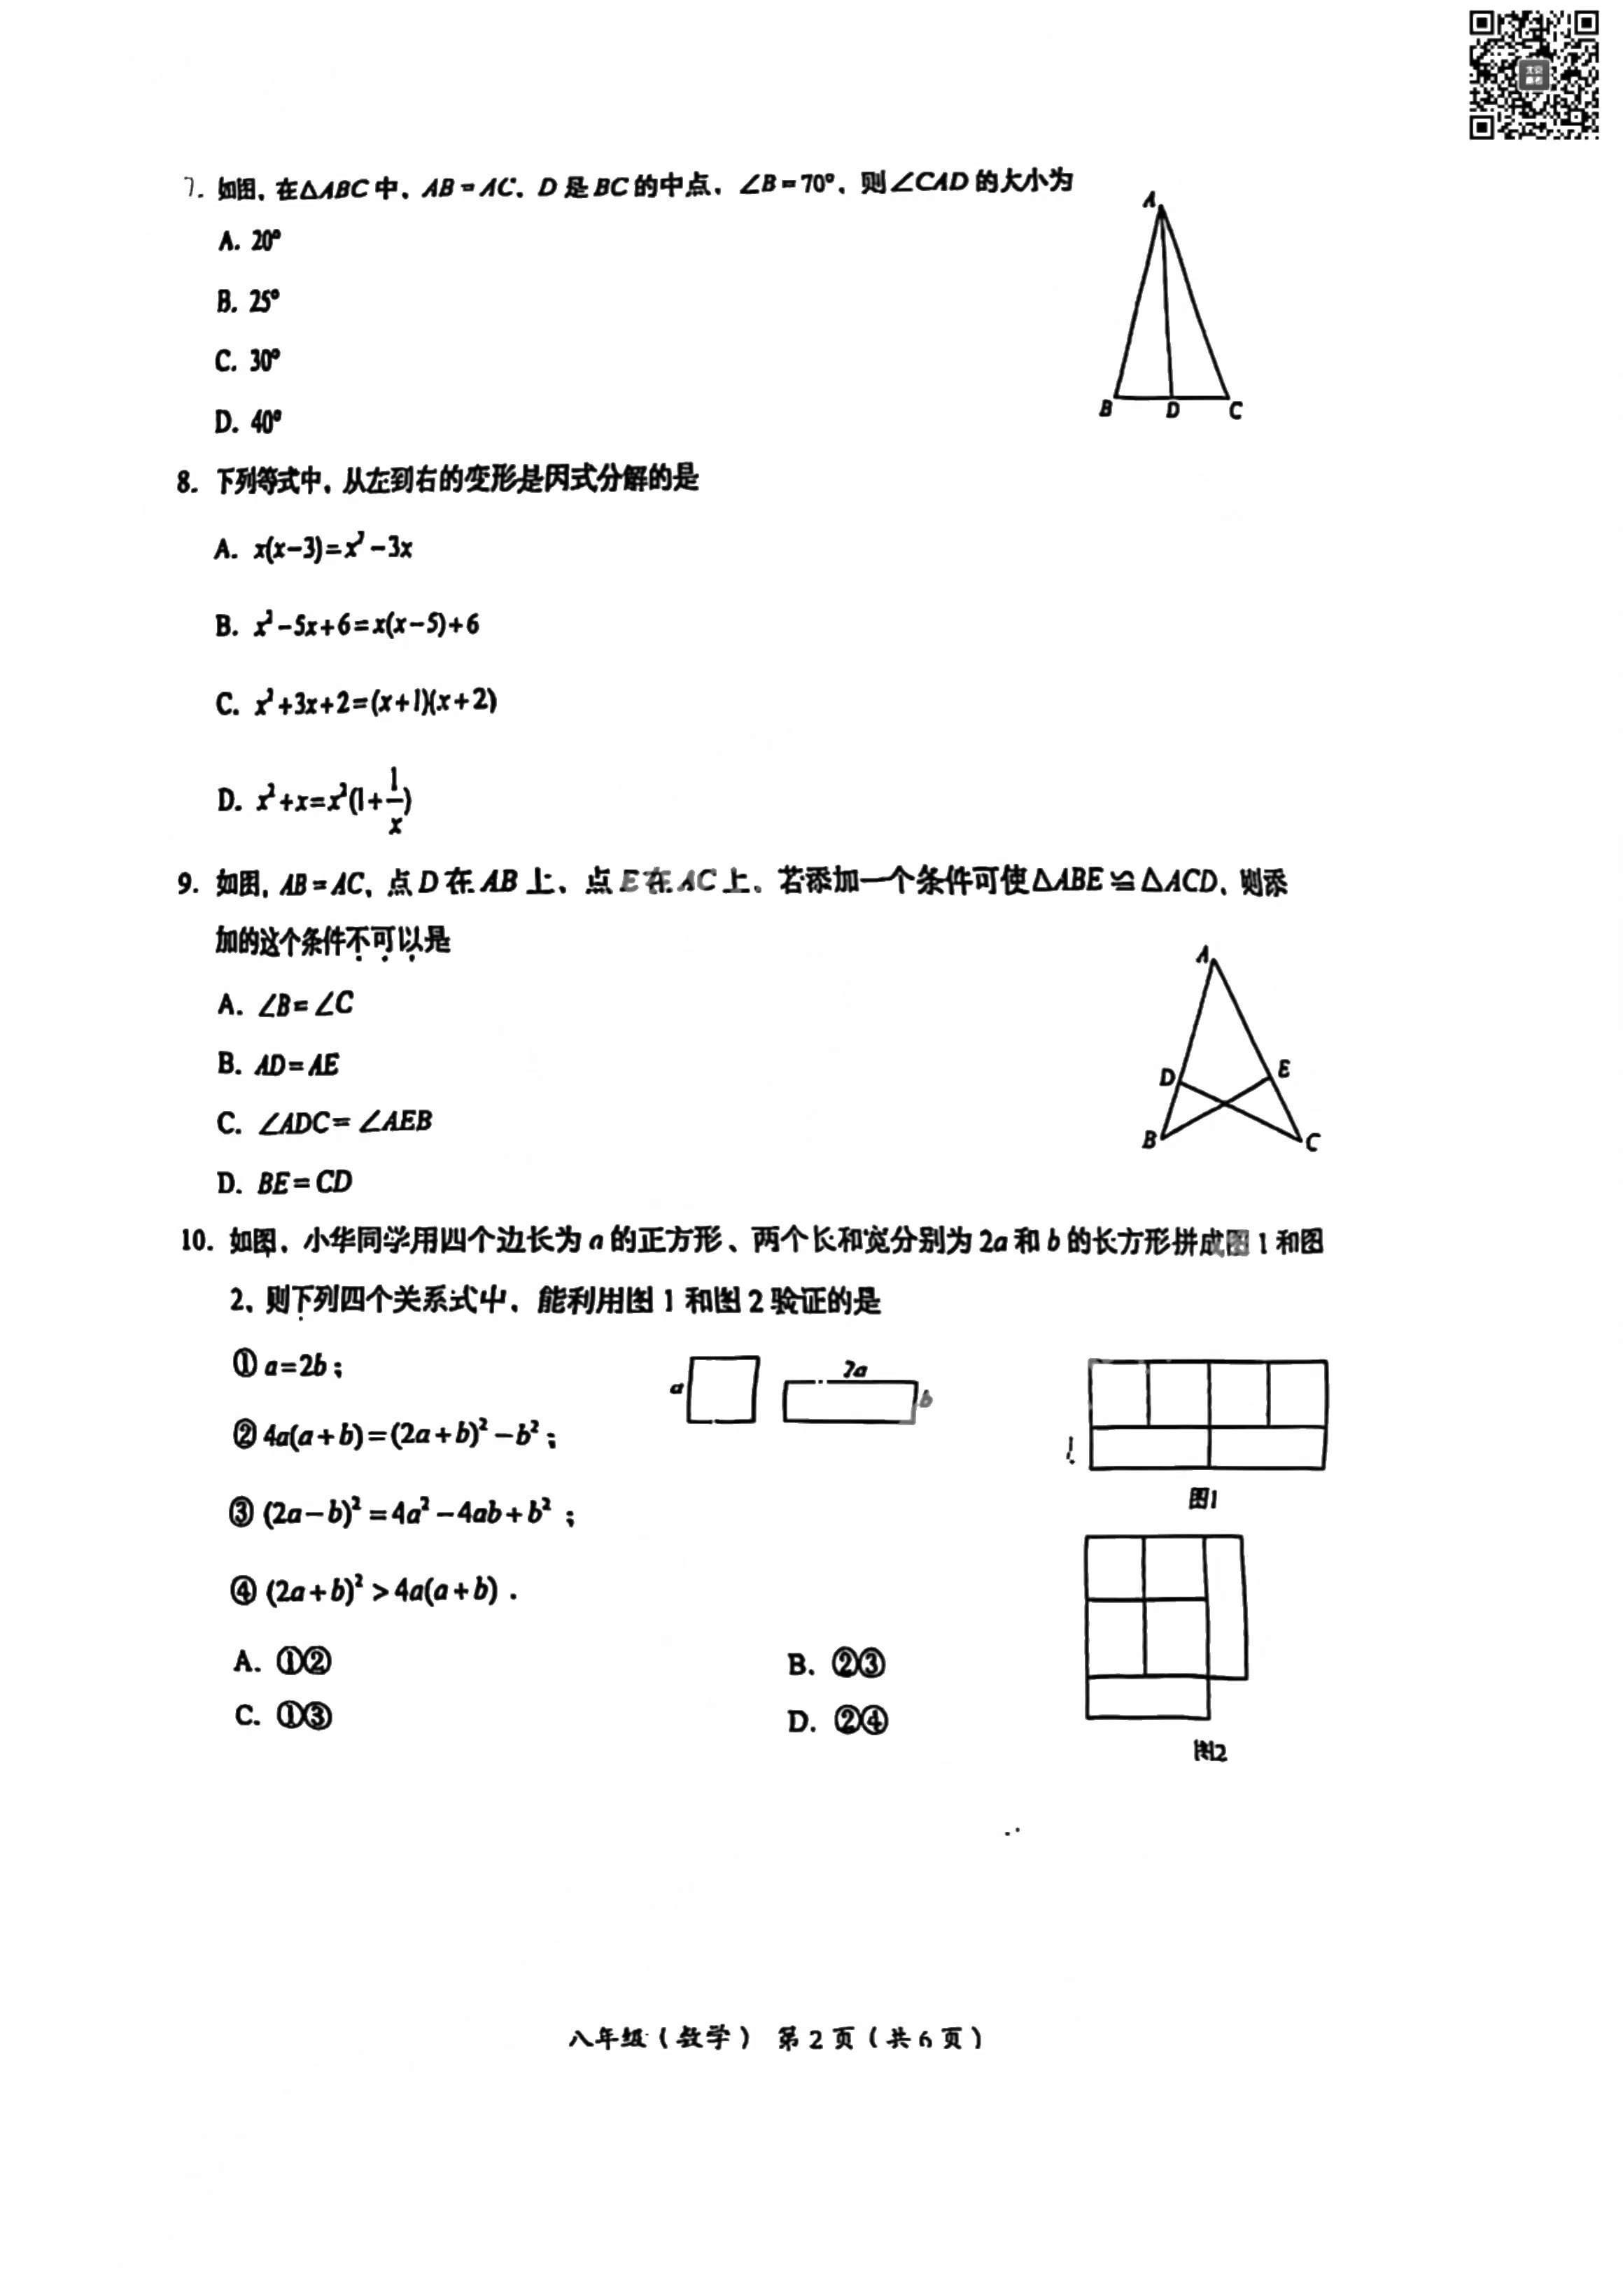 7. 如图，在△ABC中，AB=AC，D是BC的中点，∠B=70°，则∠CAD的大小为
A. 20°
B. 25°
C. 30°
D. 40°
A
B
D
C
8. 下列等式中，从左到右的变形是因式分解的是
A. x(x-3)=x²-3x
B. x²-5x+6=x(x-5)+6
C. x²+3x+2=(x+1)(x+2)
D. x²+x=x²(1+1/x)
9. 如图，AB=AC，点D在AB上，点E在AC上，若添加一个条件可使△ABE≌△ACD，则添
加的这个条件不可以是
A. ∠B=∠C
B. AD=AE
C. ∠ADC=∠AEB
D. BE=CD
A
D
E
B
C
10. 如图，小华同学用四个边长为a的正方形、两个长和宽分别为2a和b的长方形拼成图1和图
2，则下列四个关系式中，能利用图1和图2验证的是
① a=2b；
② 4a(a+b)=(2a+b)²-b²；
③ (2a-b)²=4a²-4ab+b²；
④ (2a+b)²>4a(a+b).
a
2a
b
图1
图2
A. ①②
B. ②③
C. ①③
D. ②④
八年级（数学） 第2页（共6页）